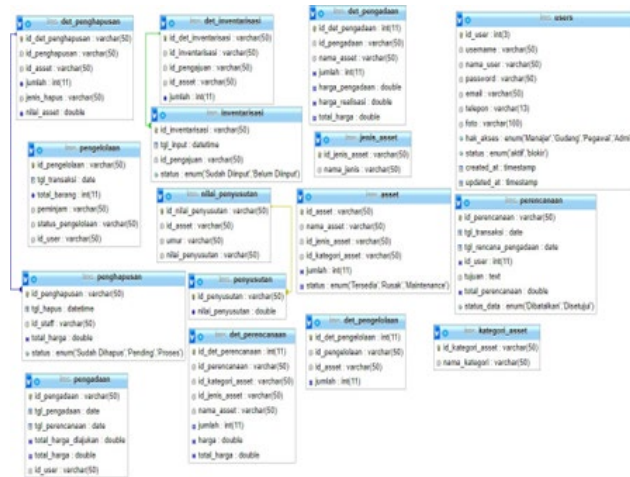 det_penghapusan
id_det_penghapusan : varchar(50)
id_penghapusan : varchar(50)
id_asset : varchar(50)
jumlah : int(11)
jenis_hapus : varchar(50)
nilai_asset : double
det_inventarisasi
id_det_inventarisasi : varchar(50)
id_inventarisasi : varchar(50)
id_pengajuan : varchar(50)
id_asset : varchar(50)
jumlah : int(11)
det_pengadaan
id_det_pengadaan : int(11)
id_pengadaan : varchar(50)
nama_asset : varchar(50)
jumlah : int(11)
harga_pengadaan : double
harga_realisasi : double
total_harga : double
users
id_user : int(3)
username : varchar(50)
nama_user : varchar(50)
password : varchar(50)
email : varchar(50)
telepon : varchar(13)
foto : varchar(100)
hak_akses : enum('Manajar','Gudang','Pegawai','Admi
status : enum('aktif','blokir')
created_at : timestamp
updated_at : timestamp
inventarisasi
id_inventarisasi : varchar(50)
tgl_input : datetime
id_pengajuan : varchar(50)
status : enum('Sudah Diinput','Belum Diinput')
jenis_asset
id_jenis_asset : varchar(50)
nama_jenis : varchar(50)
pengelolaan
id_pengelolaan : varchar(50)
tgl_transaksi : date
total_barang : int(11)
peminjam : varchar(50)
status_pengelolaan : varchar(50)
id_user : varchar(50)
nilai_penyusutan
id_nilai_penyusutan : varchar(50)
id_asset : varchar(50)
umur : varchar(50)
nilai_penyusutan : varchar(50)
asset
id_asset : varchar(50)
nama_asset : varchar(50)
id_jenis_asset : varchar(50)
id_kategori_asset : varchar(50)
jumlah : int(11)
status : enum('Tersedia','Rusak','Maintenance')
perencanaan
id_perencanaan : varchar(50)
tgl_transaksi : date
tgl_rencana_pengadaan : date
id_user : int(11)
tujuan : text
total_perencanaan : double
status_data : enum('Dibatalkan','Disetujui')
penghapusan
id_penghapusan : varchar(50)
tgl_hapus : datetime
id_staff : varchar(50)
total_harga : double
status : enum('Sudah Dihapus','Pending','Proses')
penyusutan
id_penyusutan : varchar(50)
nilai_penyusutan : double
det_perencanaan
id_det_perencanaan : int(11)
id_perencanaan : varchar(50)
id_kategori_asset : varchar(50)
id_jenis_asset : varchar(50)
nama_asset : varchar(50)
jumlah : int(11)
harga : double
total_harga : double
det_pengelolaan
id_det_pengelolaan : int(11)
id_pengelolaan : varchar(50)
id_asset : varchar(50)
jumlah : int(11)
kategori_asset
id_kategori_asset : varchar(50)
nama_kategori : varchar(50)
pengadaan
id_pengadaan : varchar(50)
tgl_pengadaan : date
tgl_perencanaan : date
total_harga_diajukan : double
total_harga : double
id_user : varchar(50)